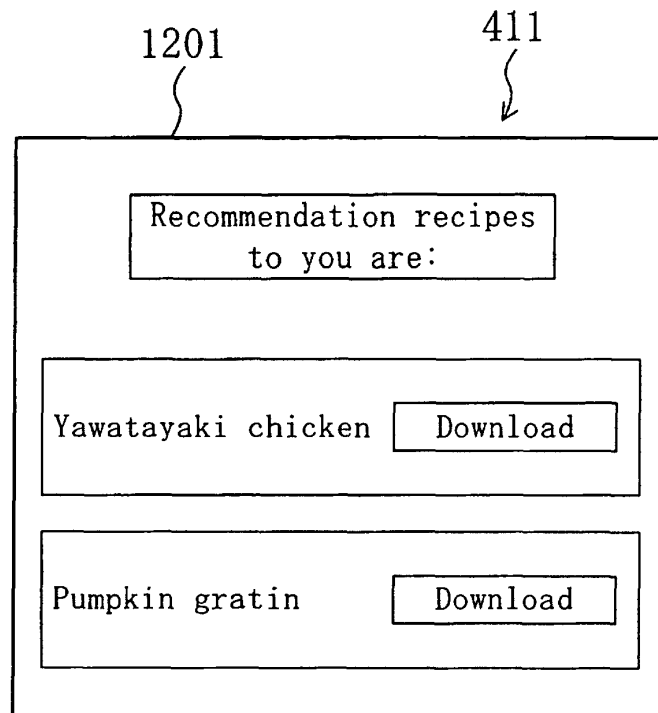 1201
411
Recommendation recipes
to you are:
Yawatayaki chicken
Download
Pumpkin gratin
Download